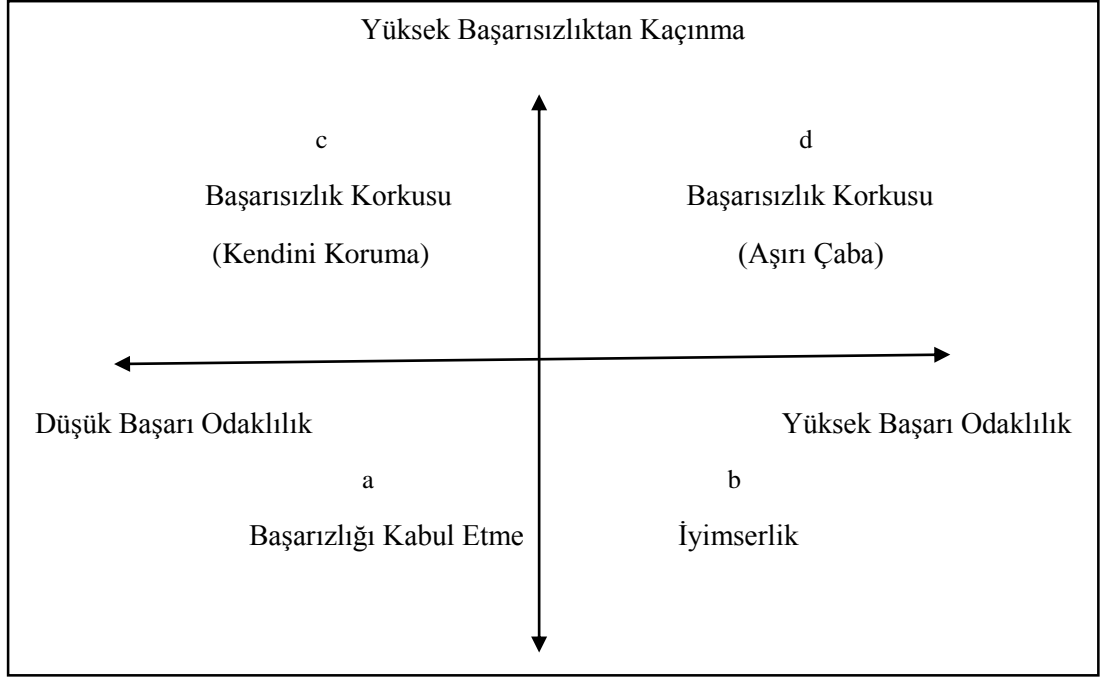 Yüksek Başarısızlıktan Kaçınma
c
d
Başarısızlık Korkusu
Başarısızlık Korkusu
(Kendini Koruma)
(Aşırı Çaba)
Düşük Başarı Odaklılık
Yüksek Başarı Odaklılık
a
b
Başarızlığı Kabul Etme
İyimserlik